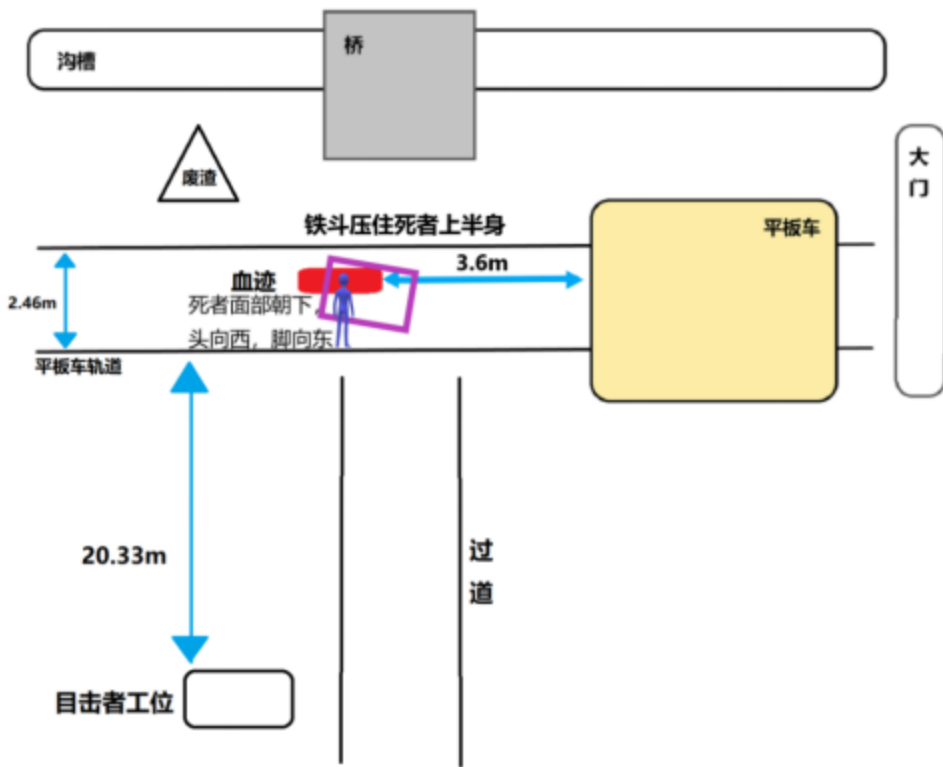 桥
沟槽
大
门
废渣
铁斗压住死者上半身
平板车
3.6m
血迹
2.46m
死者面部朝下，
头向西，脚向东
平板车轨道
20.33m
过
道
目击者工位